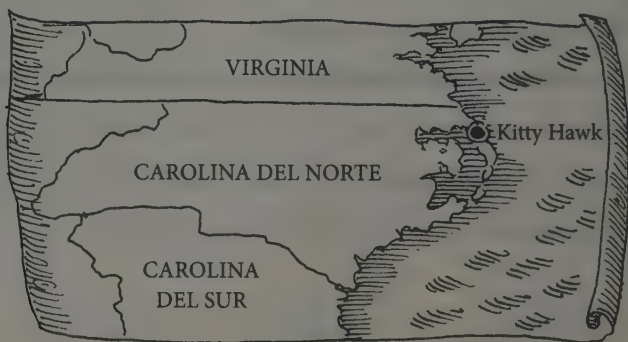 VIRGINIA
Kitty Hawk
CAROLINA DEL NORTE
CAROLINA
DEL SUR